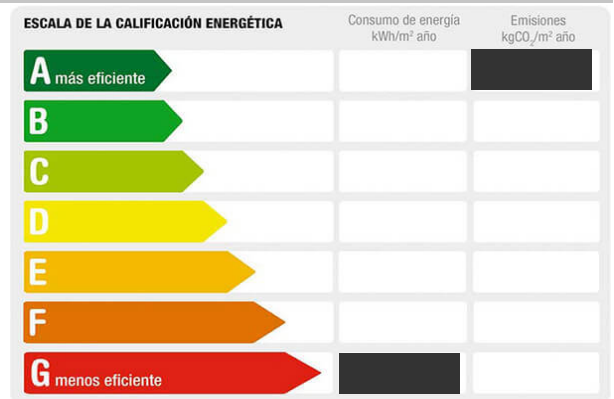 ESCALA DE LA CALIFICACIÓN ENERGÉTICA
Consumo de energía
kWh/m² año
Emisiones
kgCO₂/m² año
A más eficiente
B
C
D
E
F
G menos eficiente